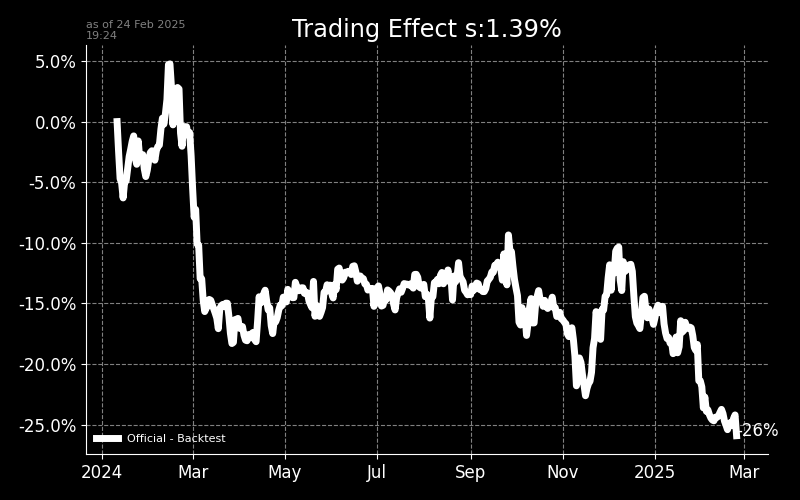 as of 24 Feb 2025
19:24
Trading Effect s:1.39%
5.0%
0.0%
-5.0%
-10.0%
-15.0%
-20.0%
-25.0%
-26%
Official - Backtest
2024 Mar May Jul Sep Nov 2025 Mar